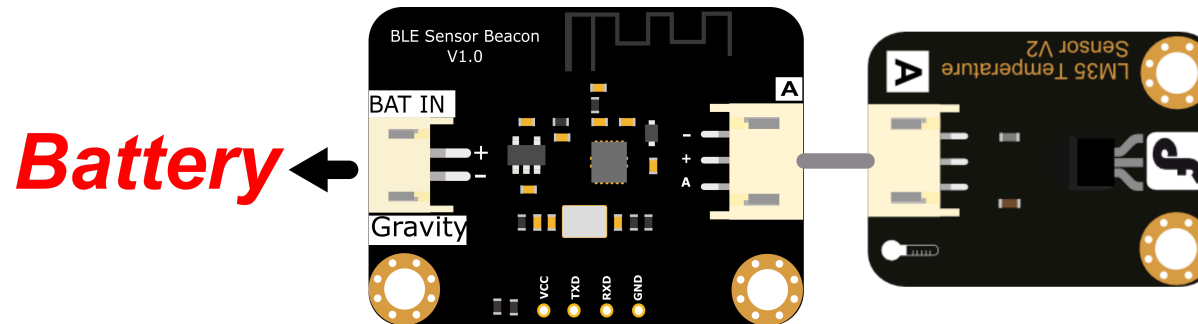 Battery
BLE Sensor Beacon
V1.0
BAT IN
+
-
Gravity
A
-
+
A
VCC
TXD
RXD
GND
A
LM35 Temperature
Sensor V2